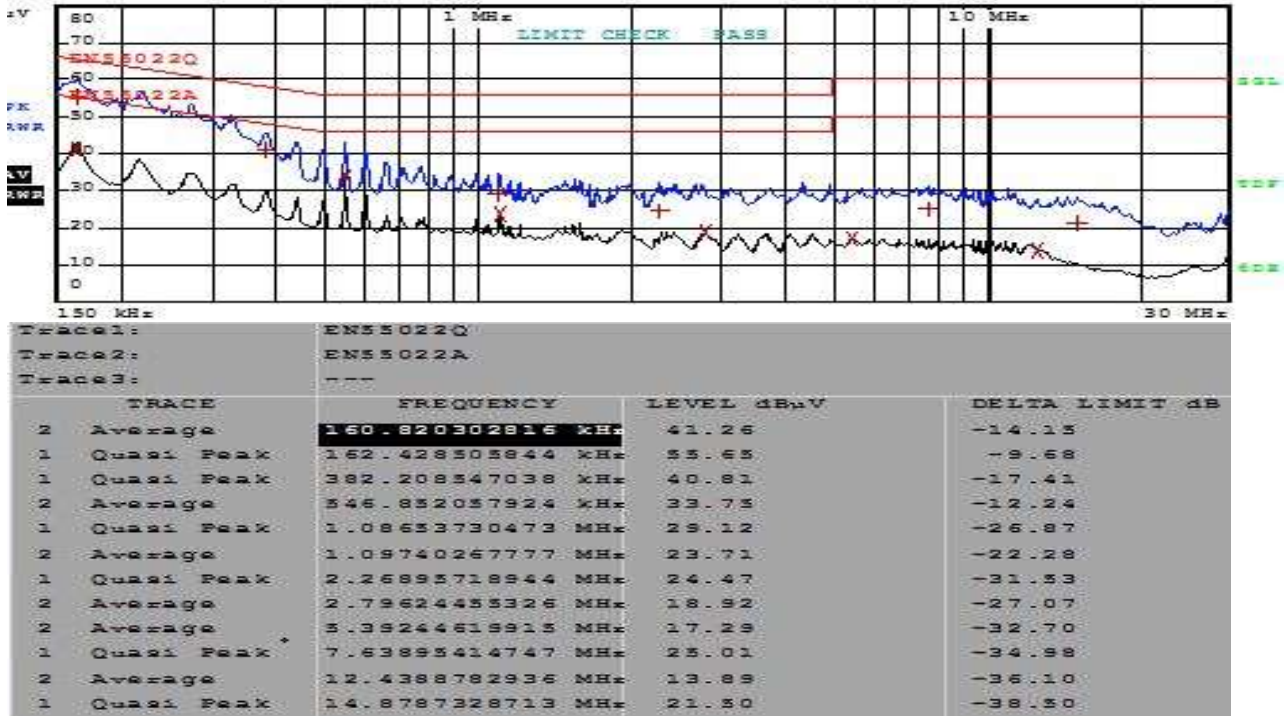 80 1 MHz 10 MHz
70 LIMIT CHECK PASS
EN55022Q
60 SGL
EN55022A
50
30 TDF
20
10 6DB
0
150 kHz 30 MHz
Trace1: EN55022Q
Trace2: EN55022A
Trace3: ---
TRACE FREQUENCY LEVEL dBµV DELTA LIMIT dB
2 Average 160.820302816 kHz 41.26 -14.15
1 Quasi Peak 162.428505844 kHz 55.65 -9.68
1 Quasi Peak 382.208547038 kHz 40.81 -17.41
2 Average 546.852057924 kHz 33.75 -12.24
1 Quasi Peak 1.08653730473 MHz 29.12 -26.87
2 Average 1.09740267777 MHz 23.71 -22.28
1 Quasi Peak 2.26895718944 MHz 24.47 -31.53
2 Average 2.79624455326 MHz 18.92 -27.07
2 Average 5.39244619915 MHz 17.29 -32.70
1 Quasi Peak 7.63895414747 MHz 25.01 -34.98
2 Average 12.4388782936 MHz 13.89 -36.10
1 Quasi Peak 14.8787328713 MHz 21.50 -38.50